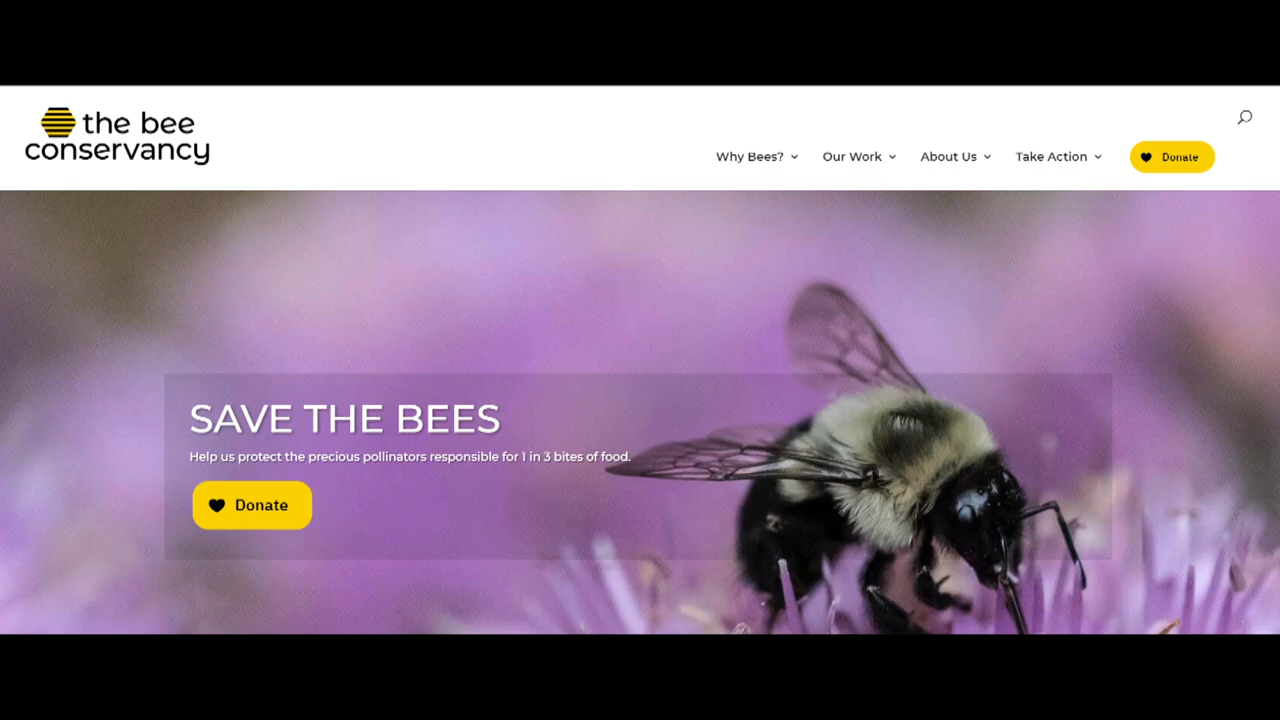 the bee
conservancy
Why Bees? Our Work About Us Take Action Donate
SAVE THE BEES
Help us protect the precious pollinators responsible for 1 in 3 bites of food.
Donate